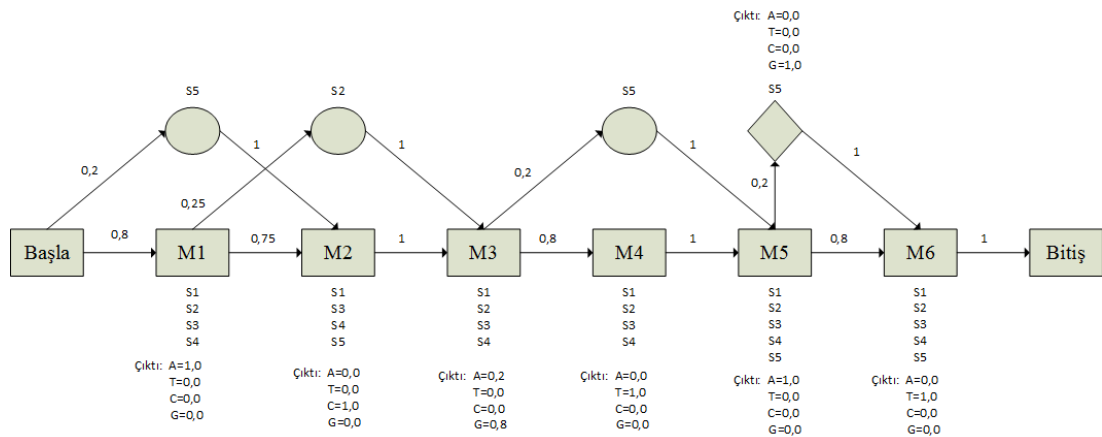 Çıktı: A=0,0
T=0,0
C=0,0
G=1,0
S5 S2 S5 S5
1 1 1 1
0,2 0,25 0,2 0,2
Başla 0,8 M1 0,75 M2 1 M3 0,8 M4 1 M5 0,8 M6 1 Bitiş
S1
S2
S3
S4
Çıktı: A=1,0
T=0,0
C=0,0
G=0,0
S1
S3
S4
S5
Çıktı: A=0,0
T=0,0
C=1,0
G=0,0
S1
S2
S3
S4
Çıktı: A=0,2
T=0,0
C=0,0
G=0,8
S1
S2
S3
S4
Çıktı: A=0,0
T=1,0
C=0,0
G=0,0
S1
S2
S3
S4
S5
Çıktı: A=1,0
T=0,0
C=0,0
G=0,0
S1
S2
S3
S4
S5
Çıktı: A=0,0
T=1,0
C=0,0
G=0,0